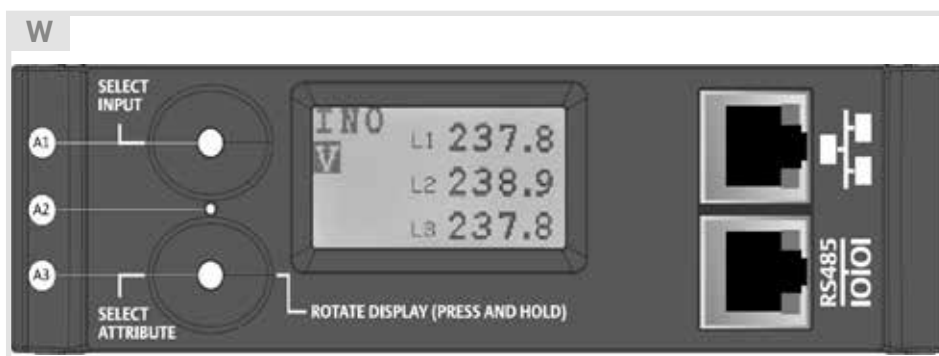 W
SELECT
INPUT
A1
A2
A3
SELECT
ATTRIBUTE
INO
V
L1 237.8
L2 238.9
L3 237.8
ROTATE DISPLAY (PRESS AND HOLD)
RS485
IOIOI